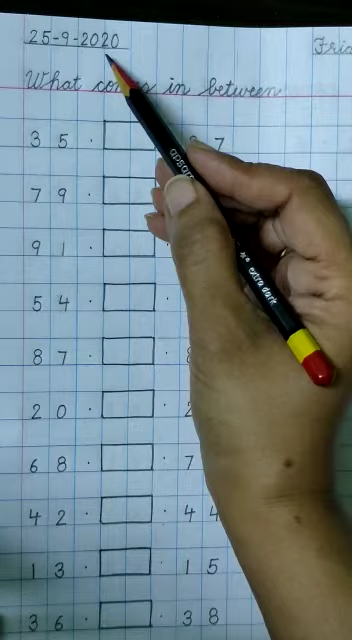 25-9-2020
What in between
35 .
79 .
91 .
54 . .
87 .
20 .
68 . . 7
42 . . 44
13 . . 15
36 . . 38
apsara
extra dark